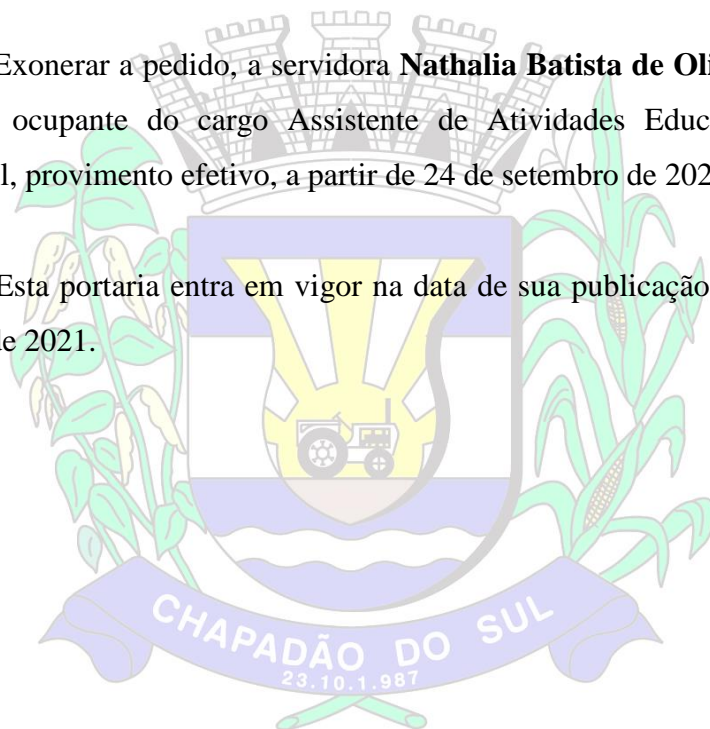 Exonerar a pedido, a servidora Nathalia Batista de Oli
ocupante do cargo Assistente de Atividades Educ
l, provimento efetivo, a partir de 24 de setembro de 202
Esta portaria entra em vigor na data de sua publicação
de 2021.
CHAPADÃO DO SUL
23.10.1.987